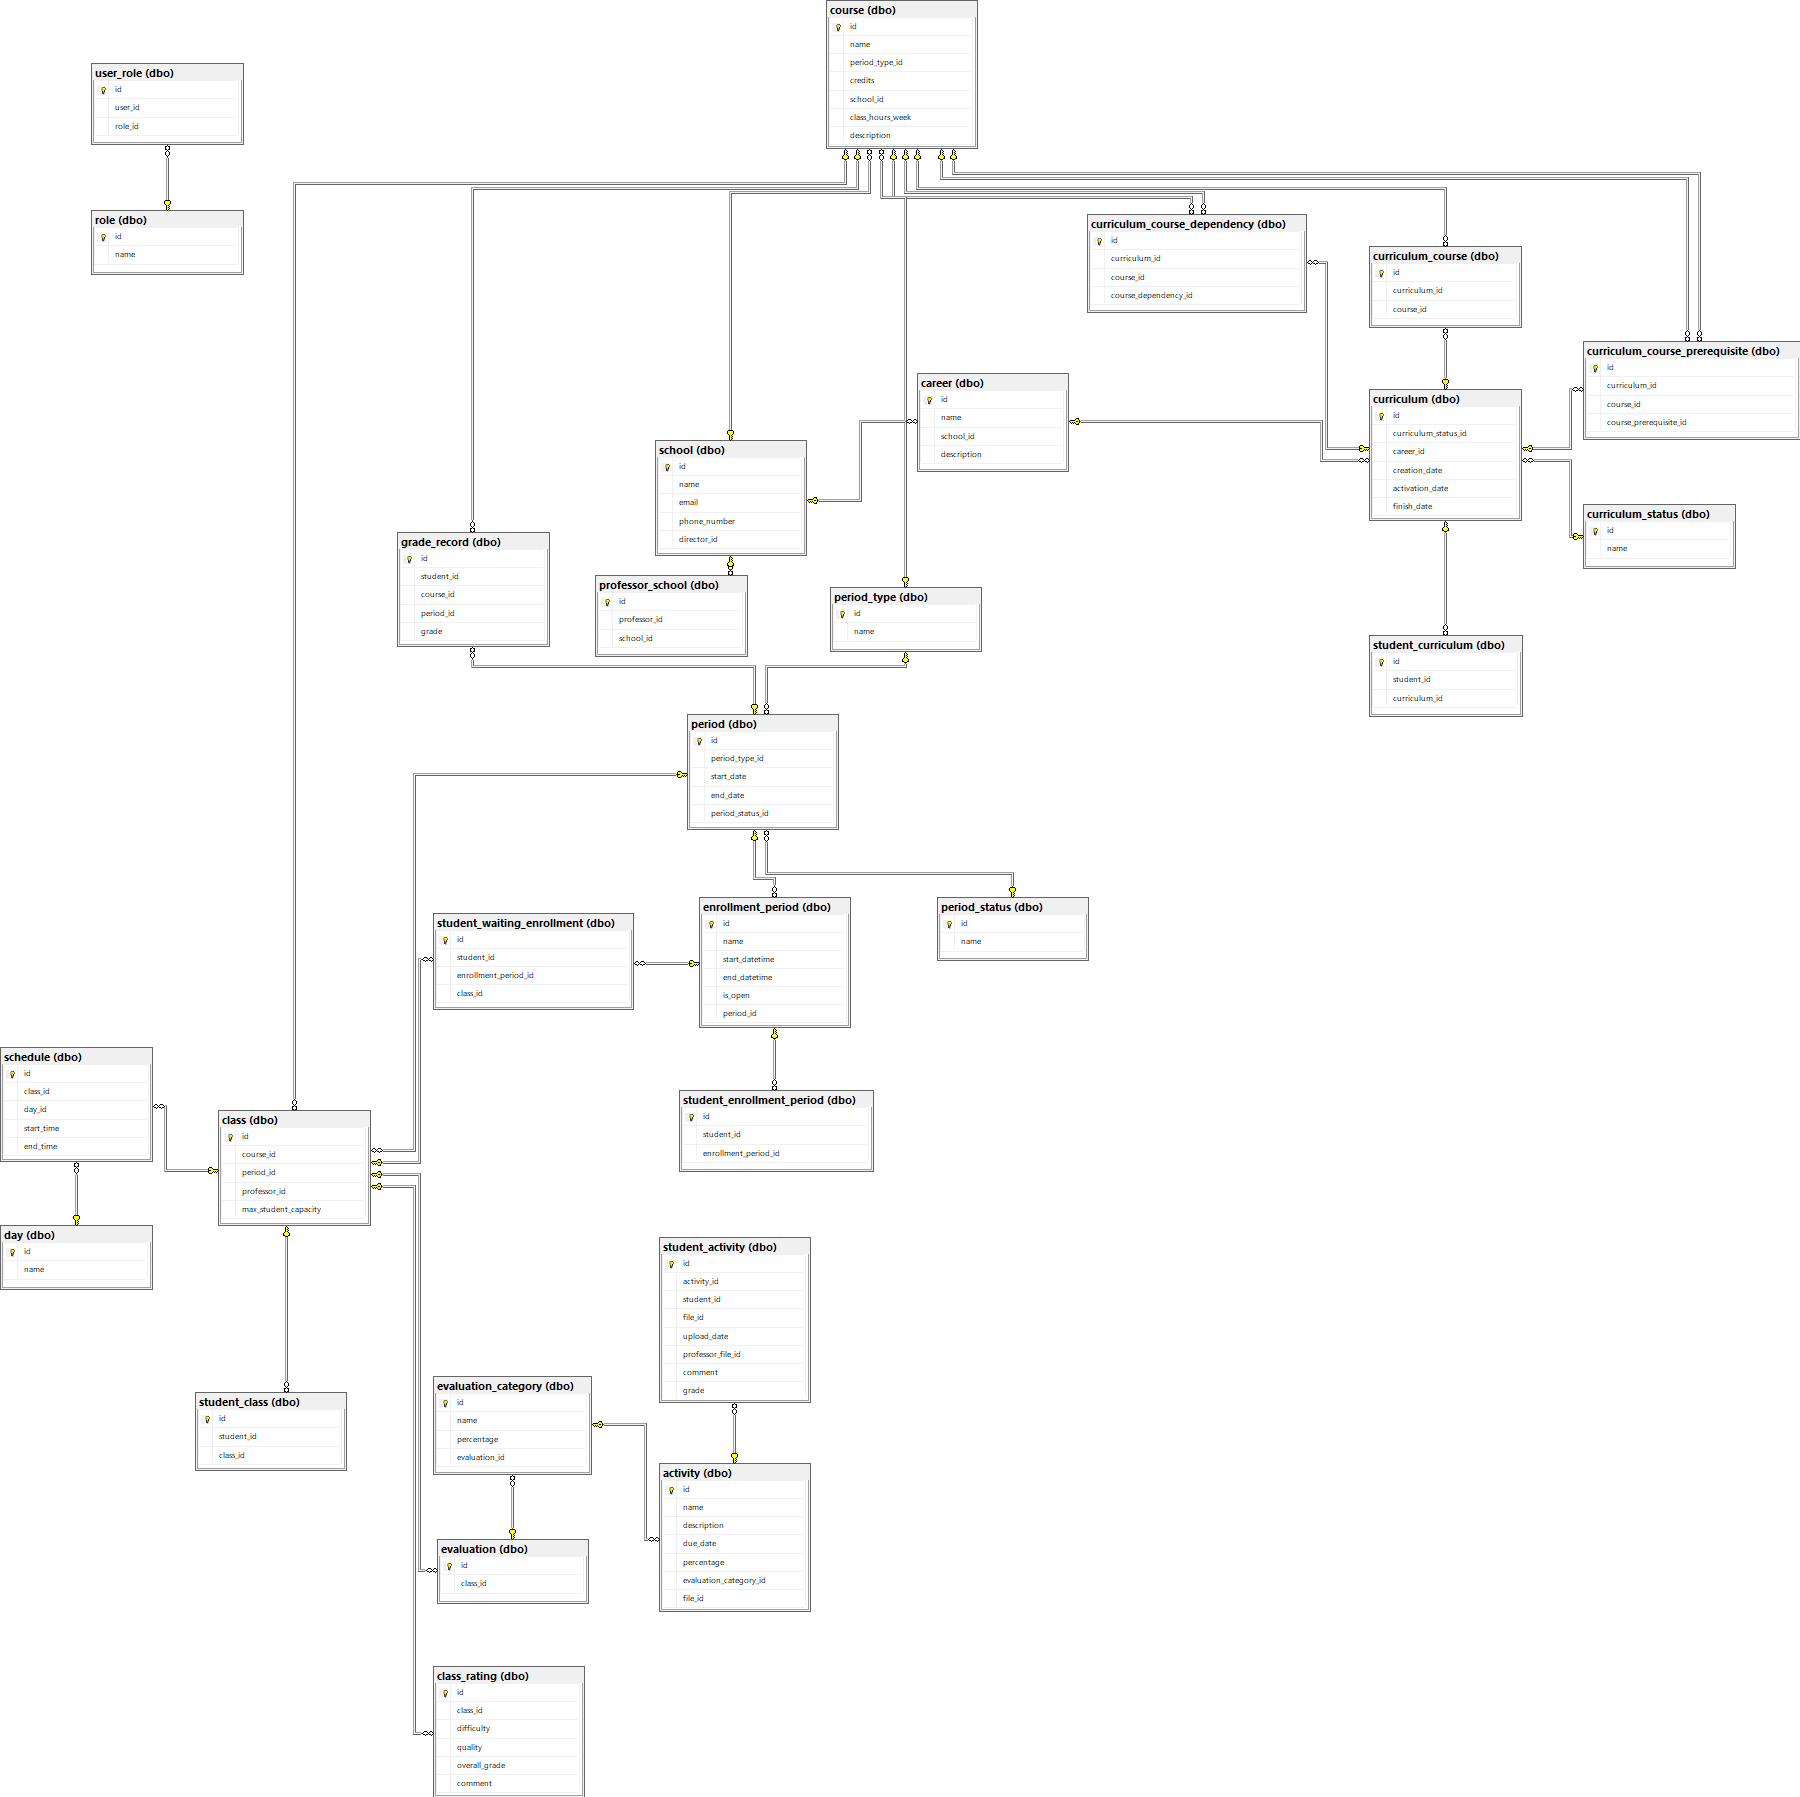 course (dbo)
id
name
period_type_id
credits
school_id
class_hours_week
description
user_role (dbo)
id
user_id
role_id
role (dbo)
id
name
curriculum_course_dependency (dbo)
id
curriculum_id
course_id
course_dependency_id
curriculum_course (dbo)
id
curriculum_id
course_id
curriculum_course_prerequisite (dbo)
id
curriculum_id
course_id
course_prerequisite_id
career (dbo)
id
name
school_id
description
curriculum (dbo)
id
curriculum_status_id
career_id
creation_date
activation_date
finish_date
school (dbo)
id
name
email
phone_number
director_id
curriculum_status (dbo)
id
name
grade_record (dbo)
id
student_id
course_id
period_id
grade
professor_school (dbo)
id
professor_id
school_id
period_type (dbo)
id
name
student_curriculum (dbo)
id
student_id
curriculum_id
period (dbo)
id
period_type_id
start_date
end_date
period_status_id
enrollment_period (dbo)
id
name
start_datetime
end_datetime
is_open
period_id
period_status (dbo)
id
name
student_waiting_enrollment (dbo)
id
student_id
enrollment_period_id
class_id
schedule (dbo)
id
class_id
day_id
start_time
end_time
student_enrollment_period (dbo)
id
student_id
enrollment_period_id
class (dbo)
id
course_id
period_id
professor_id
max_student_capacity
day (dbo)
id
name
student_activity (dbo)
id
activity_id
student_id
file_id
upload_date
professor_file_id
comment
grade
evaluation_category (dbo)
id
name
percentage
evaluation_id
student_class (dbo)
id
student_id
class_id
activity (dbo)
id
name
description
due_date
percentage
evaluation_category_id
file_id
evaluation (dbo)
id
class_id
class_rating (dbo)
id
class_id
difficulty
quality
overall_grade
comment